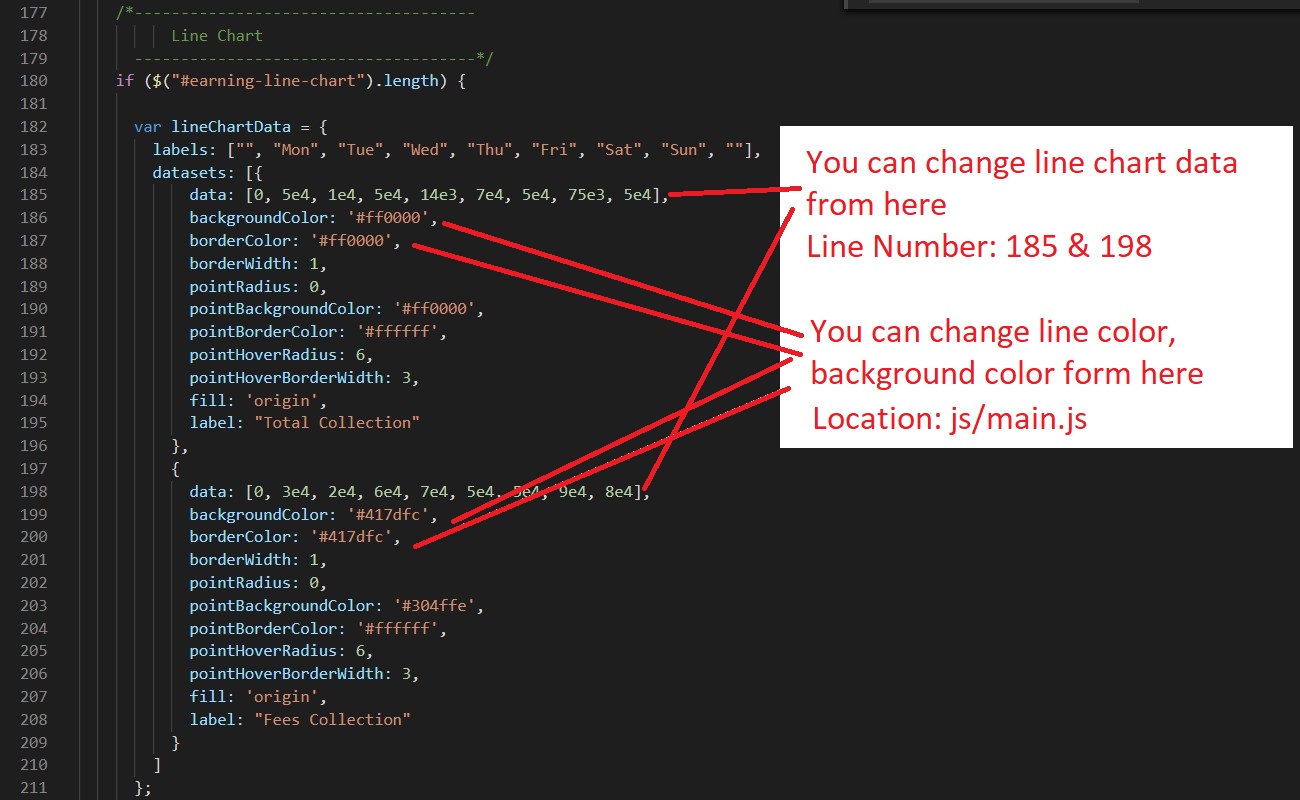 177 /*-------------------------------------
178 Line Chart
179 -------------------------------------*/
180 if ($("#earning-line-chart").length) {
181
182 var lineChartData = {
183 labels: ["", "Mon", "Tue", "Wed", "Thu", "Fri", "Sat", "Sun", ""],
184 datasets: [{
185 data: [0, 5e4, 1e4, 5e4, 14e3, 7e4, 5e4, 75e3, 5e4],
186 backgroundColor: '#ff0000',
187 borderColor: '#ff0000',
188 borderWidth: 1,
189 pointRadius: 0,
190 pointBackgroundColor: '#ff0000',
191 pointBorderColor: '#ffffff',
192 pointHoverRadius: 6,
193 pointHoverBorderWidth: 3,
194 fill: 'origin',
195 label: "Total Collection"
196 },
197 {
198 data: [0, 3e4, 2e4, 6e4, 7e4, 5e4, 5e4, 9e4, 8e4],
199 backgroundColor: '#417dfc',
200 borderColor: '#417dfc',
201 borderWidth: 1,
202 pointRadius: 0,
203 pointBackgroundColor: '#304ffe',
204 pointBorderColor: '#ffffff',
205 pointHoverRadius: 6,
206 pointHoverBorderWidth: 3,
207 fill: 'origin',
208 label: "Fees Collection"
209 }
210 ]
211 };
You can change line chart data
from here
Line Number: 185 & 198
You can change line color,
background color form here
Location: js/main.js